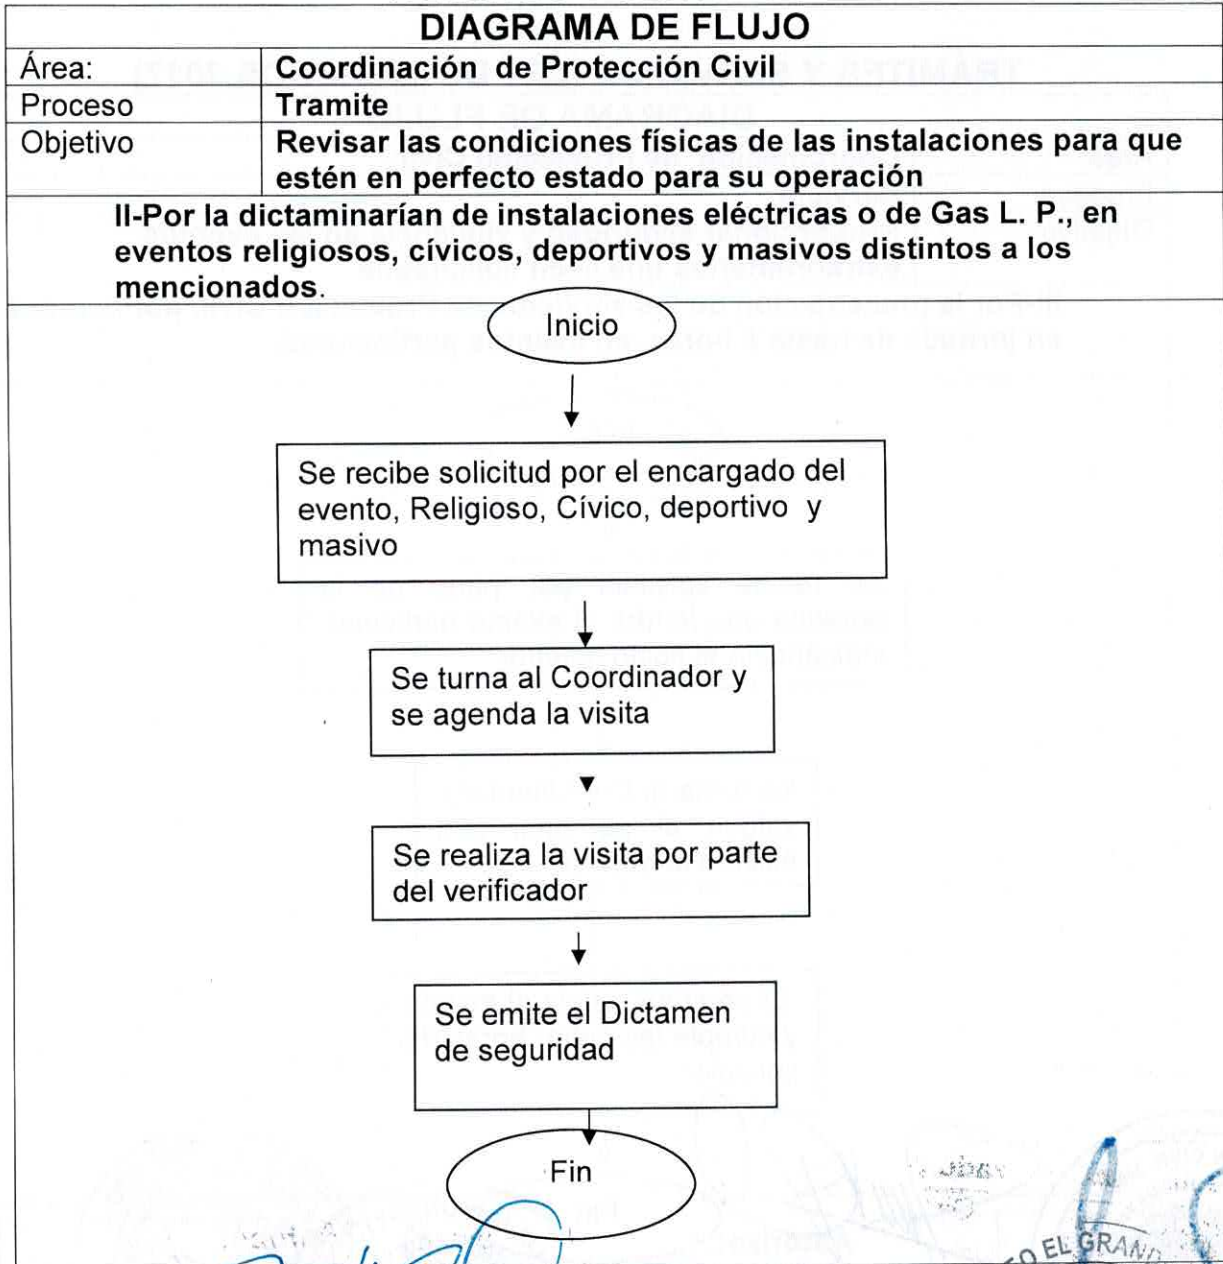 DIAGRAMA DE FLUJO
Área: Coordinación de Protección Civil
Proceso Tramite
Objetivo Revisar las condiciones físicas de las instalaciones para que
estén en perfecto estado para su operación
II-Por la dictaminarían de instalaciones eléctricas o de Gas L. P., en
eventos religiosos, cívicos, deportivos y masivos distintos a los
mencionados.
Inicio
Se recibe solicitud por el encargado del
evento, Religioso, Cívico, deportivo y
masivo
Se turna al Coordinador y
se agenda la visita
Se realiza la visita por parte
del verificador
Se emite el Dictamen
de seguridad
Fin
EL GRAN